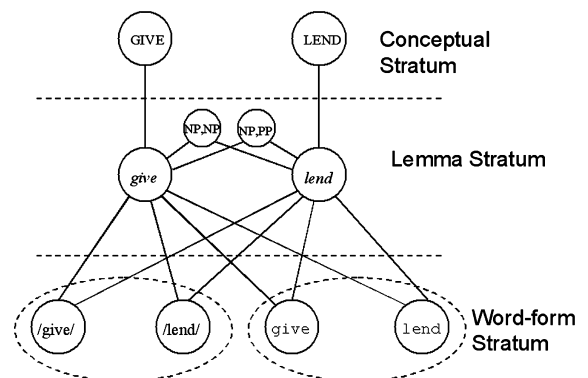 GIVE
LEND
Conceptual
Stratum
NP,NP
NP,PP
give
lend
Lemma Stratum
/give/
/lend/
give
lend
Word-form
Stratum